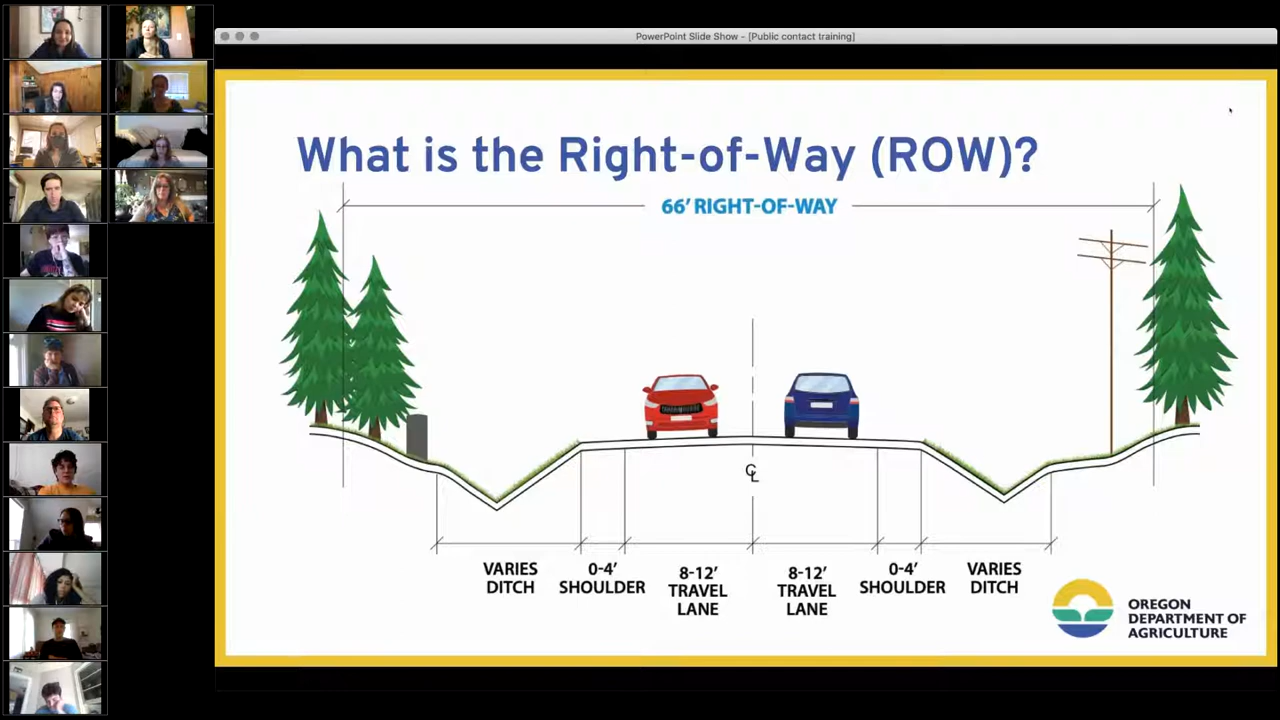 PowerPoint Slide Show - [Public contact training]
What is the Right-of-Way (ROW)?
66' RIGHT-OF-WAY
℄
VARIES
DITCH
0-4'
SHOULDER
8-12'
TRAVEL
LANE
8-12'
TRAVEL
LANE
0-4'
SHOULDER
VARIES
DITCH
OREGON
DEPARTMENT OF
AGRICULTURE